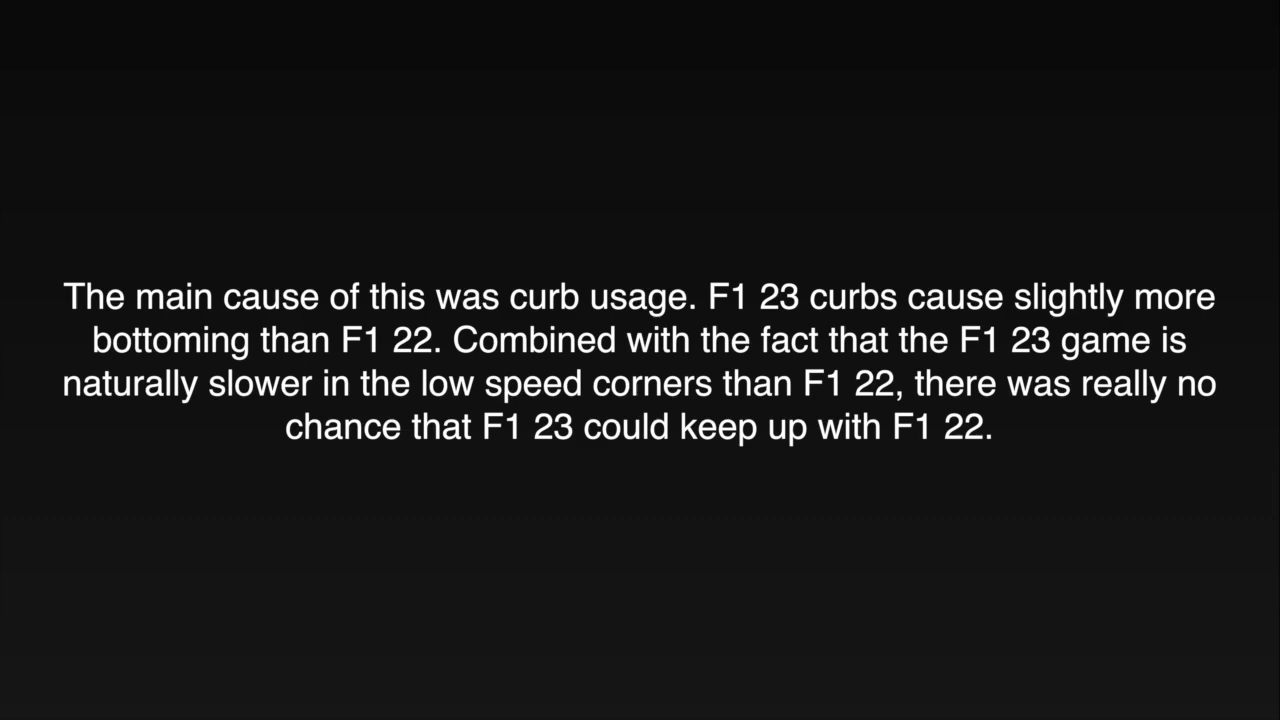 The main cause of this was curb usage. F1 23 curbs cause slightly more
bottoming than F1 22. Combined with the fact that the F1 23 game is
naturally slower in the low speed corners than F1 22, there was really no
chance that F1 23 could keep up with F1 22.